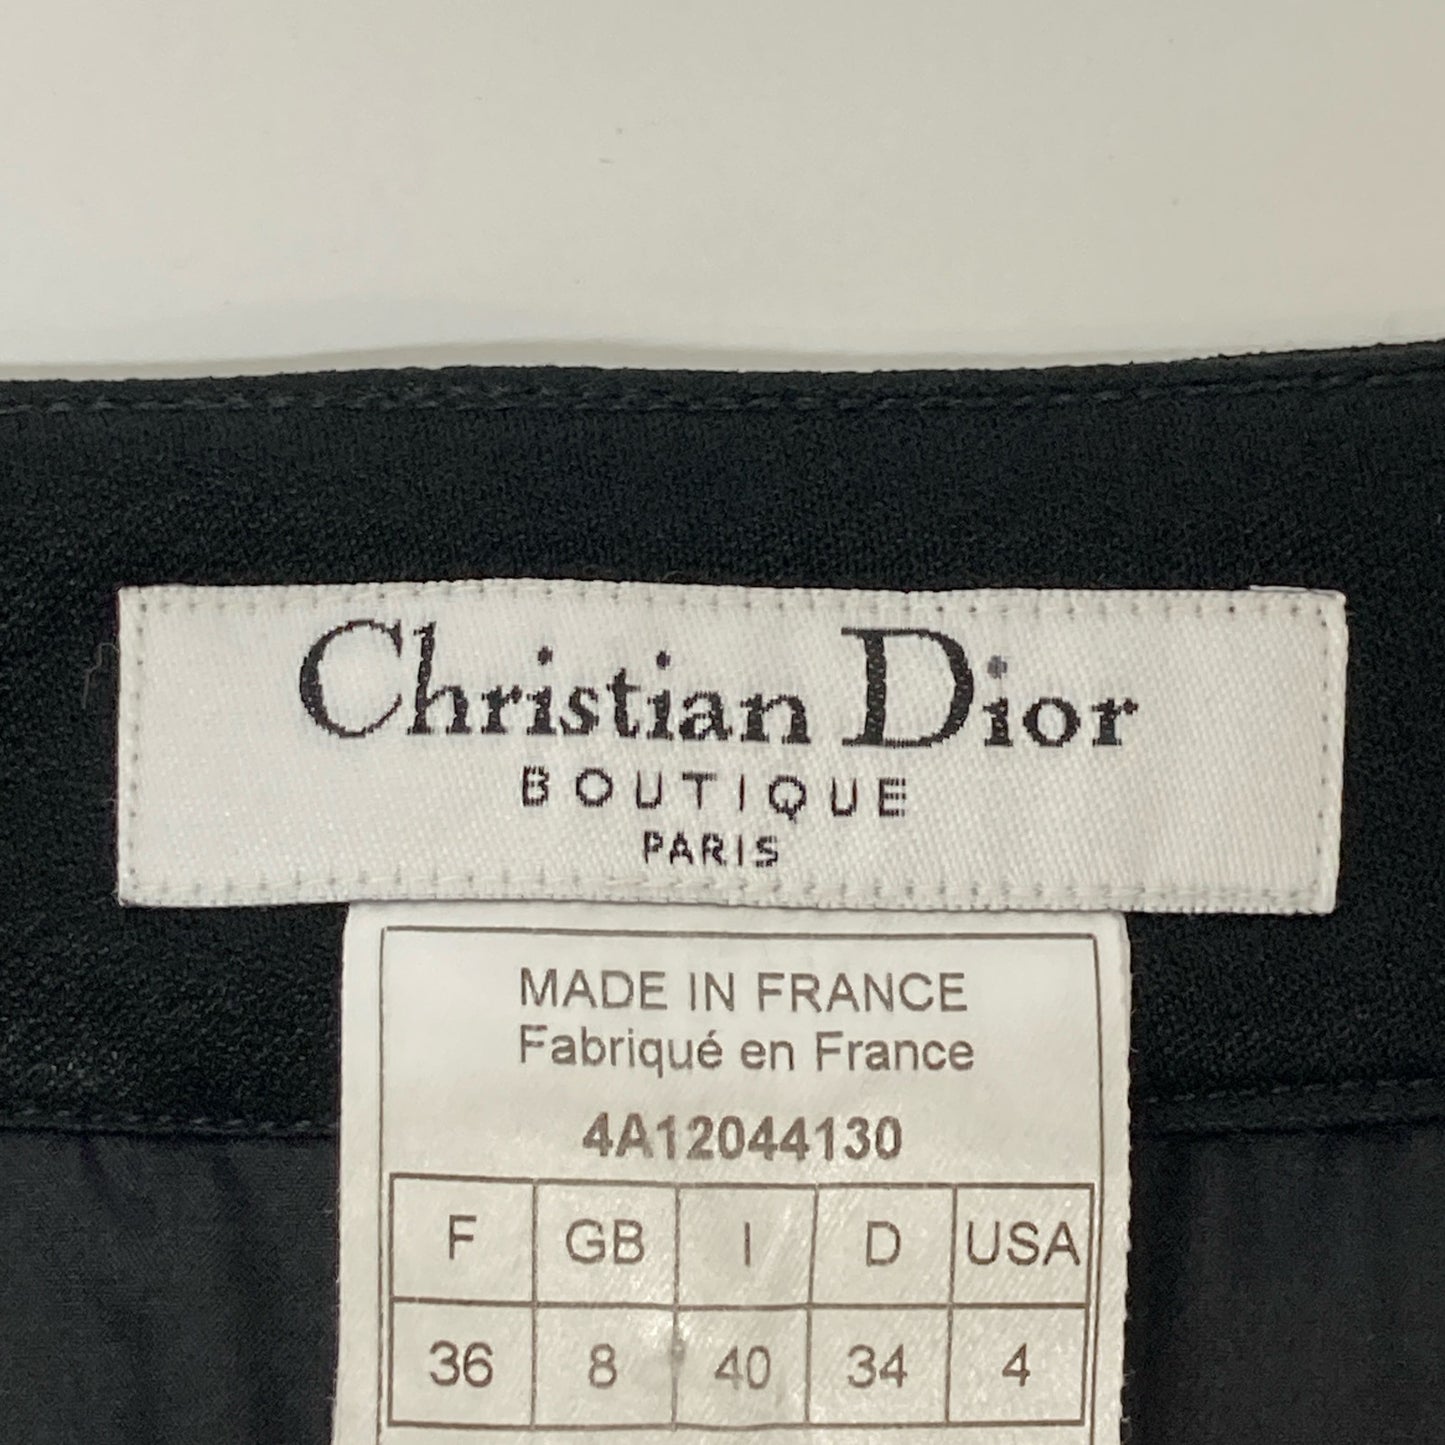 Christian Dior
BOUTIQUE
PARIS
MADE IN FRANCE
Fabriqué en France
4A12044130
F GB I D USA
36 8 40 34 4